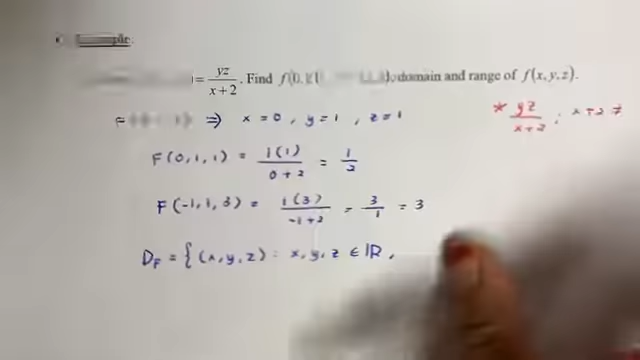 Example
= yz / x+2 . Find f(0, 1, domain and range of f(x,y,z).
⇒ x = 0 , y = 1 , z = 1
* yz / x+2 ; x+2 ≠
F(0,1,1) = 1(1) / 0+2 = 1/2
F(-1,1,3) = 1(3) / -1+2 = 3/1 = 3
D_F = { (x,y,z) : x,y,z ∈ ℝ,